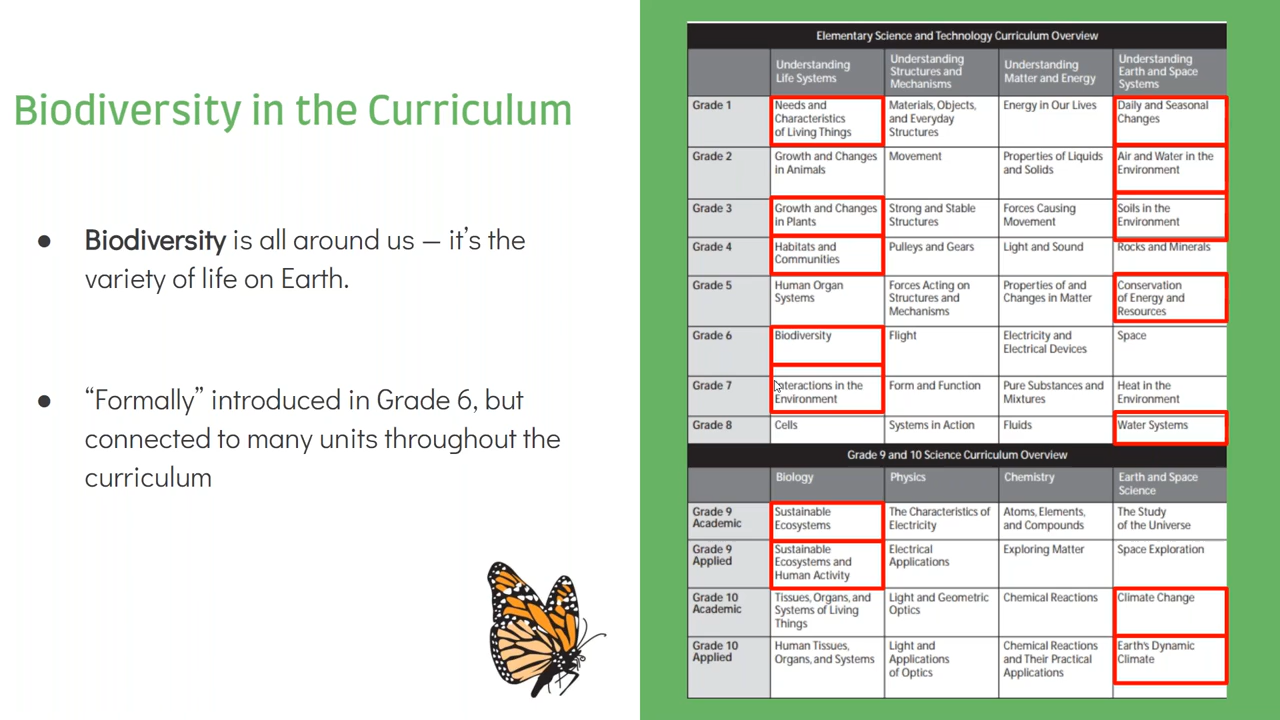 Biodiversity in the Curriculum
● Biodiversity is all around us – it's the
variety of life on Earth.
● “Formally” introduced in Grade 6, but
connected to many units throughout the
curriculum
Elementary Science and Technology Curriculum Overview
Understanding Life Systems	Understanding Structures and Mechanisms	Understanding Matter and Energy	Understanding Earth and Space Systems
Grade 1	Needs and Characteristics of Living Things	Materials, Objects, and Everyday Structures	Energy in Our Lives	Daily and Seasonal Changes
Grade 2	Growth and Changes in Animals	Movement	Properties of Liquids and Solids	Air and Water in the Environment
Grade 3	Growth and Changes in Plants	Strong and Stable Structures	Forces Causing Movement	Soils in the Environment
Grade 4	Habitats and Communities	Pulleys and Gears	Light and Sound	Rocks and Minerals
Grade 5	Human Organ Systems	Forces Acting on Structures and Mechanisms	Properties of and Changes in Matter	Conservation of Energy and Resources
Grade 6	Biodiversity	Flight	Electricity and Electrical Devices	Space
Grade 7	Interactions in the Environment	Form and Function	Pure Substances and Mixtures	Heat in the Environment
Grade 8	Cells	Systems in Action	Fluids	Water Systems
Grade 9 and 10 Science Curriculum Overview
Biology	Physics	Chemistry	Earth and Space Science
Grade 9 Academic	Sustainable Ecosystems	The Characteristics of Electricity	Atoms, Elements, and Compounds	The Study of the Universe
Grade 9 Applied	Sustainable Ecosystems and Human Activity	Electrical Applications	Exploring Matter	Space Exploration
Grade 10 Academic	Tissues, Organs, and Systems of Living Things	Light and Geometric Optics	Chemical Reactions	Climate Change
Grade 10 Applied	Human Tissues, Organs, and Systems	Light and Applications of Optics	Chemical Reactions and Their Practical Applications	Earth's Dynamic Climate